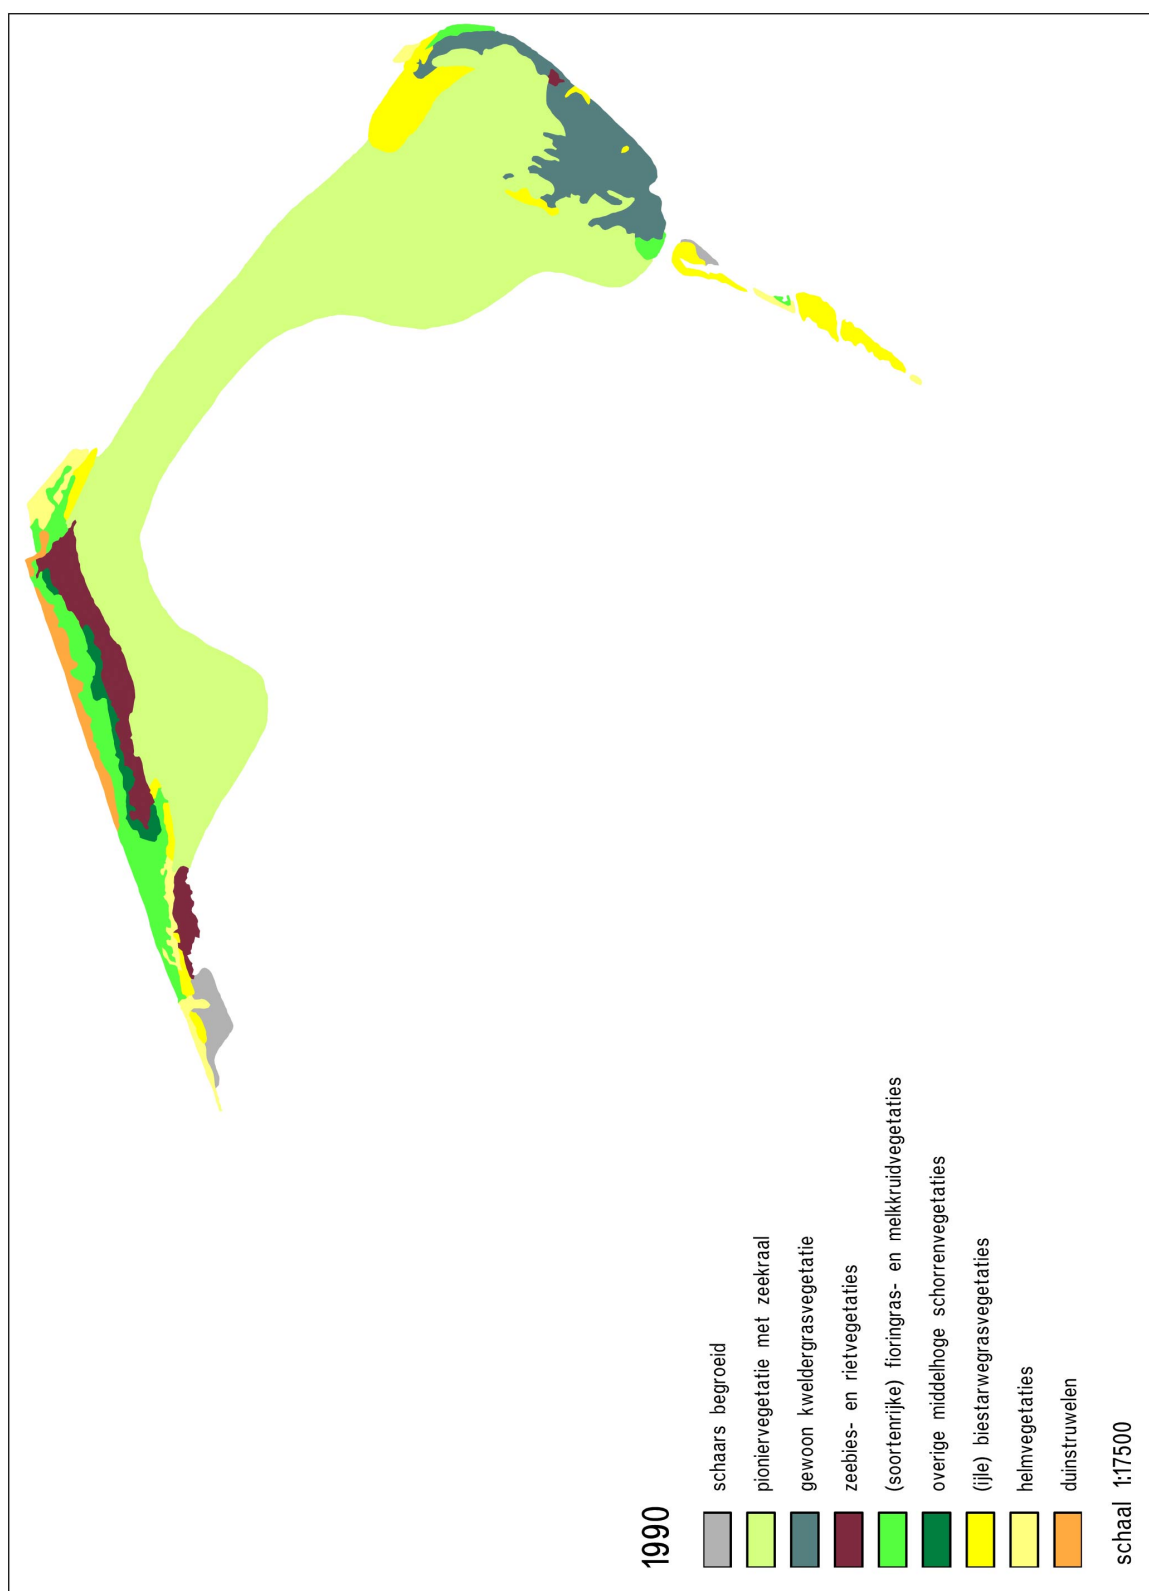 1990
schaars begroeid
pioniervegetatie met zeekraal
gewoon kweldergrasvegetatie
zeebies- en rietvegetaties
(soortenrijke) fioringras- en melkkruidvegetaties
overige middelhoge schorrenvegetaties
(ijle) biestarwegrasvegetaties
helmvegetaties
duinstruwelen
schaal 1:17500